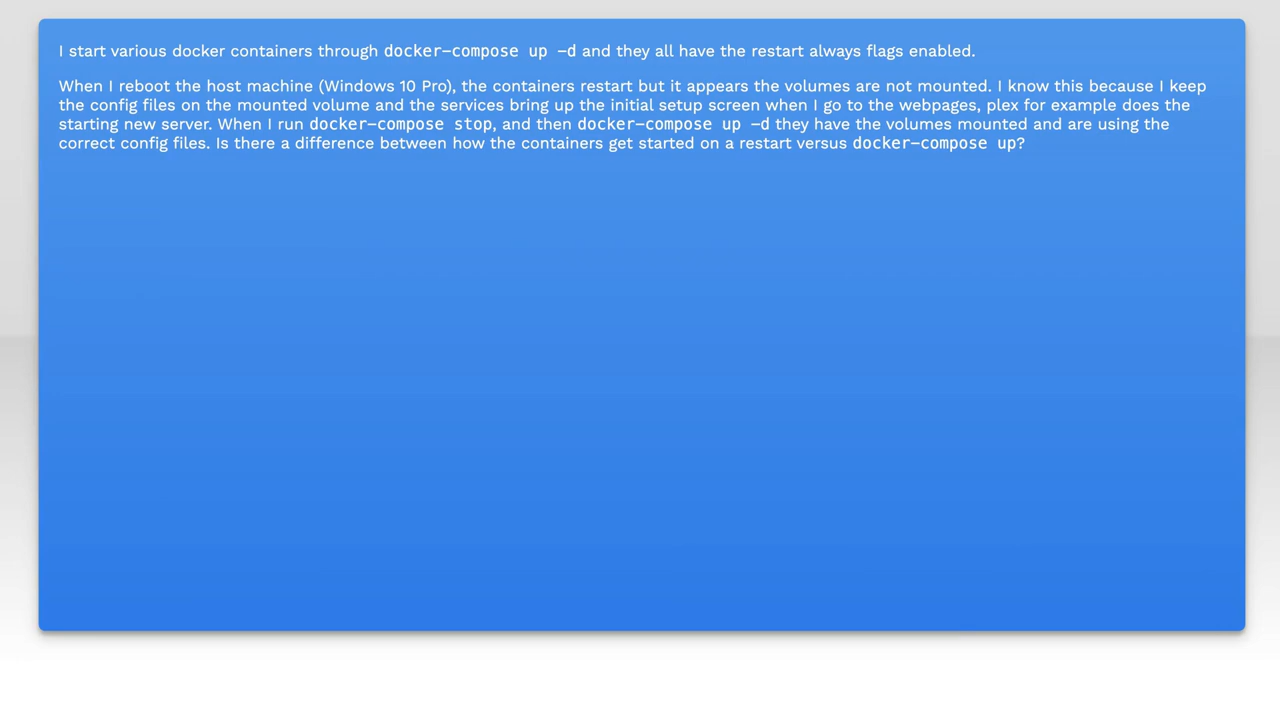 I start various docker containers through docker-compose up -d and they all have the restart always flags enabled.
When I reboot the host machine (Windows 10 Pro), the containers restart but it appears the volumes are not mounted. I know this because I keep
the config files on the mounted volume and the services bring up the initial setup screen when I go to the webpages, plex for example does the
starting new server. When I run docker-compose stop, and then docker-compose up -d they have the volumes mounted and are using the
correct config files. Is there a difference between how the containers get started on a restart versus docker-compose up?